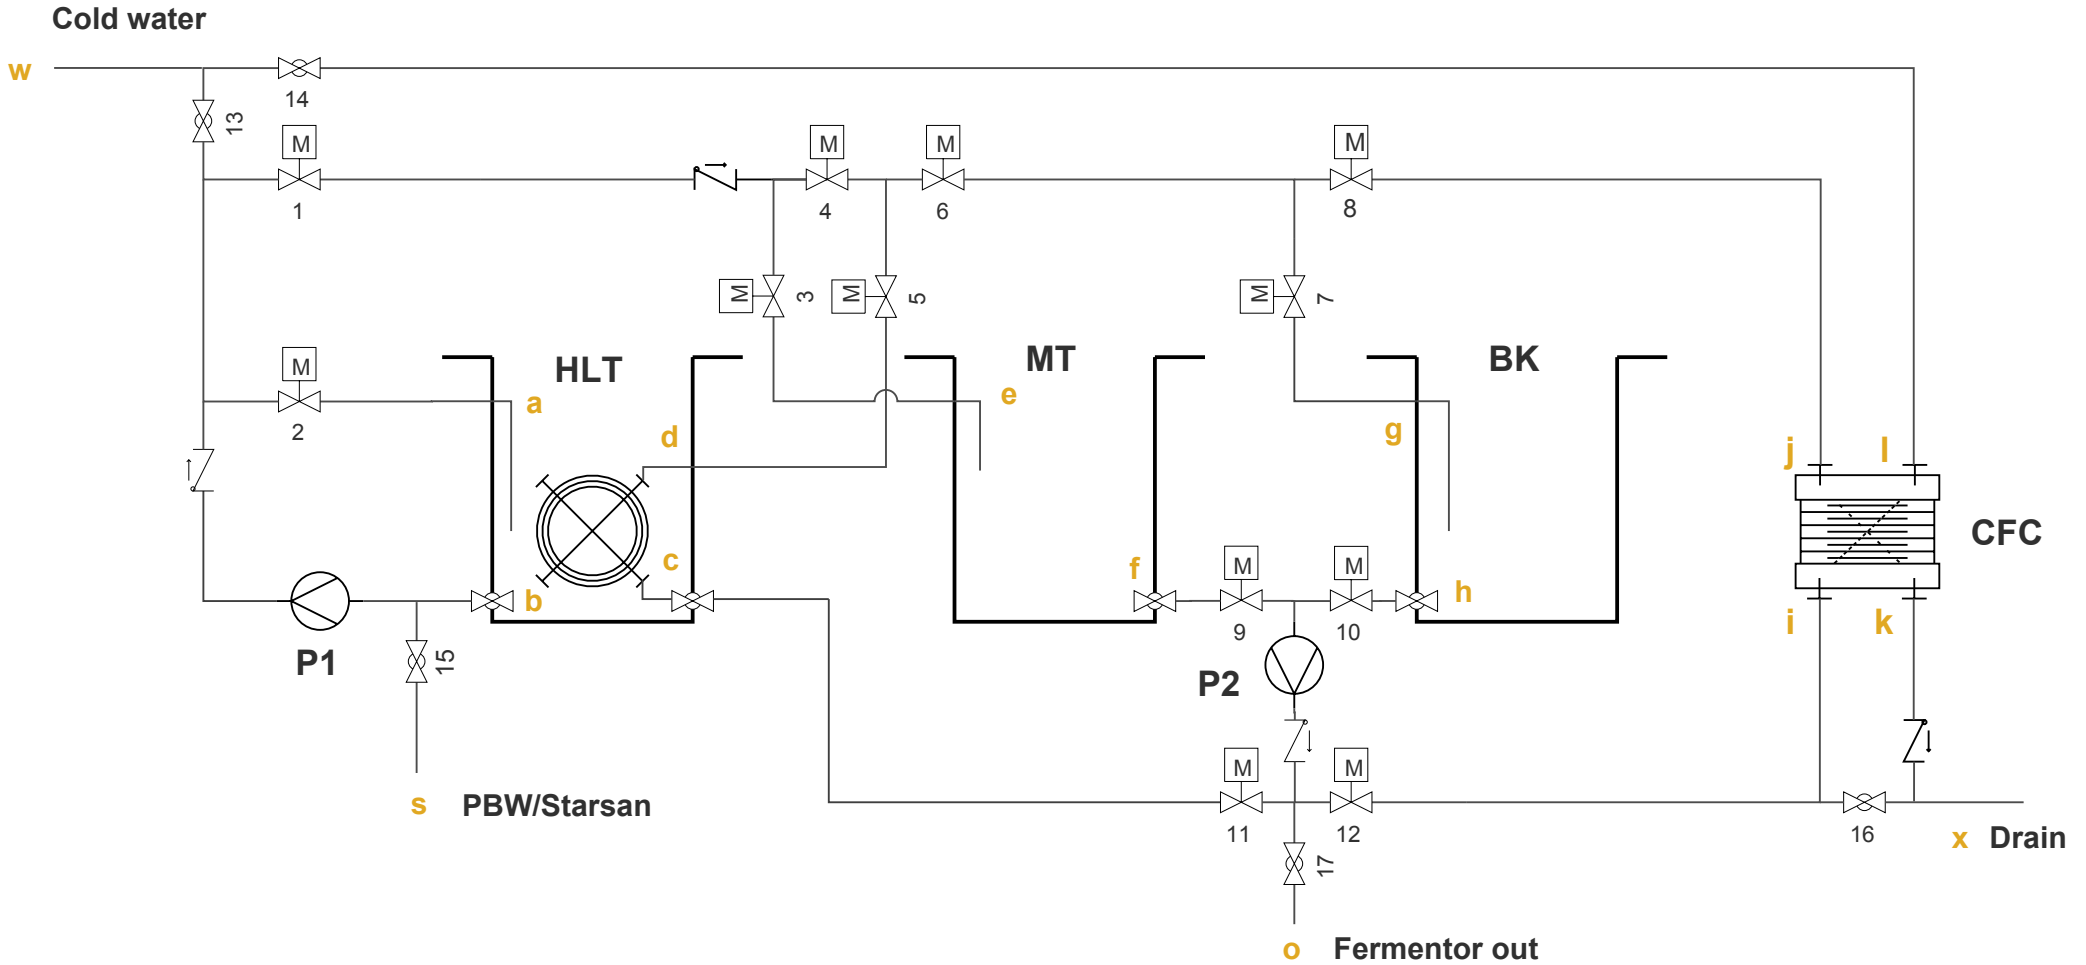 Cold water
w
14
13
M
M
M
M
1
4
6
8
M
3
M
5
M
7
M
2
HLT
MT
BK
a
e
d
g
j
l
CFC
c
b
f
M
M
h
9
10
i
k
P1
15
P2
s
PBW/Starsan
M
M
11
12
16
x
Drain
17
o
Fermentor out